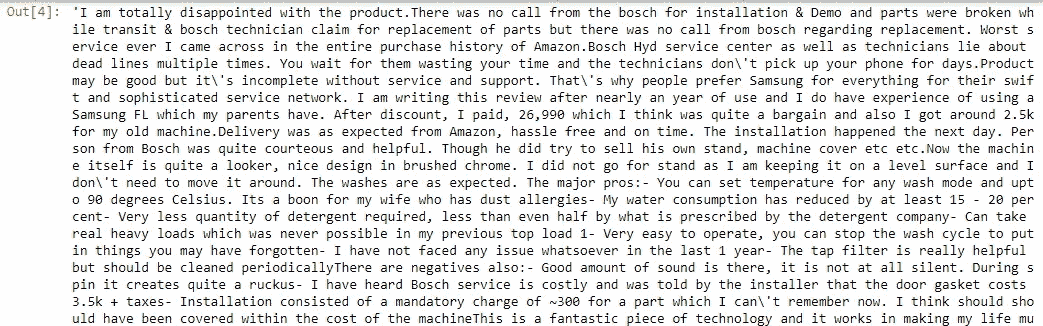 Out[4]: 'I am totally disappointed with the product.There was no call from the bosch for installation & Demo and parts were broken wh
ile transit & bosch technician claim for replacement of parts but there was no call from bosch regarding replacement. Worst s
ervice ever I came across in the entire purchase history of Amazon.Bosch Hyd service center as well as technicians lie about
dead lines multiple times. You wait for them wasting your time and the technicians don\'t pick up your phone for days.Product
may be good but it\'s incomplete without service and support. That\'s why people prefer Samsung for everything for their swif
t and sophisticated service network. I am writing this review after nearly an year of use and I do have experience of using a
Samsung FL which my parents have. After discount, I paid, 26,990 which I think was quite a bargain and also I got around 2.5k
for my old machine.Delivery was as expected from Amazon, hassle free and on time. The installation happened the next day. Per
son from Bosch was quite courteous and helpful. Though he did try to sell his own stand, machine cover etc etc.Now the machin
e itself is quite a looker, nice design in brushed chrome. I did not go for stand as I am keeping it on a level surface and I
don\'t need to move it around. The washes are as expected. The major pros:- You can set temperature for any wash mode and upt
o 90 degrees Celsius. Its a boon for my wife who has dust allergies- My water consumption has reduced by at least 15 - 20 per
cent- Very less quantity of detergent required, less than even half by what is prescribed by the detergent company- Can take
real heavy loads which was never possible in my previous top load 1- Very easy to operate, you can stop the wash cycle to put
in things you may have forgotten- I have not faced any issue whatsoever in the last 1 year- The tap filter is really helpful
but should be cleaned periodicallyThere are negatives also:- Good amount of sound is there, it is not at all silent. During s
pin it creates quite a ruckus- I have heard Bosch service is costly and was told by the installer that the door gasket costs
3.5k + taxes- Installation consisted of a mandatory charge of ~300 for a part which I can\'t remember now. I think should sho
uld have been covered within the cost of the machineThis is a fantastic piece of technology and it works in making my life mu